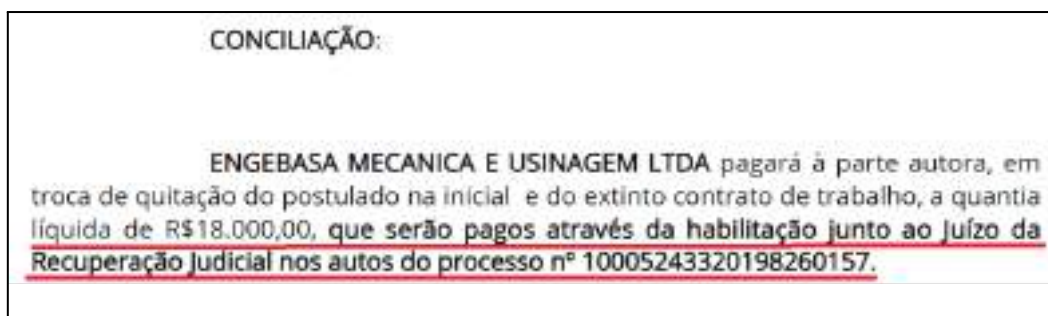 CONCILIAÇÃO:
ENGEBASA MECANICA E USINAGEM LTDA pagará à parte autora, em
troca de quitação do postulado na inicial e do extinto contrato de trabalho, a quantia
líquida de R$18.000,00, que serão pagos através da habilitação junto ao Juízo da
Recuperação Judicial nos autos do processo nº 10005243320198260157.